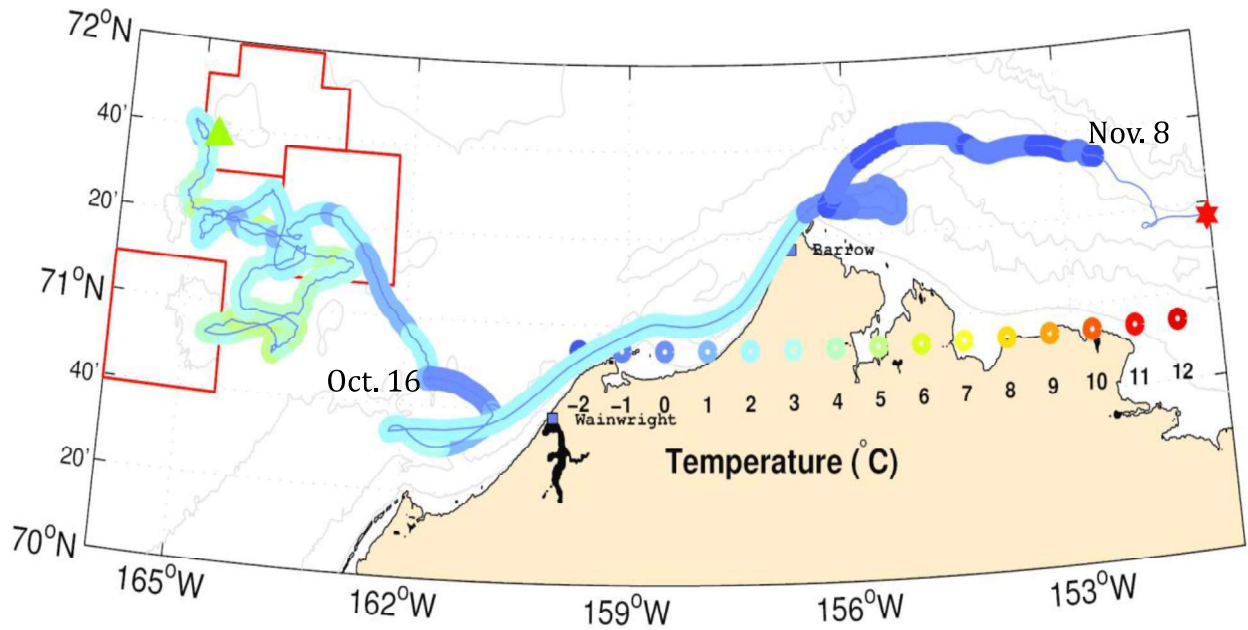 72°N
40'
20'
71°N
40'
20'
70°N
Nov. 8
Barrow
Oct. 16
-2 -1 0 1 2 3 4 5 6 7 8 9 10 11 12
Wainwright
Temperature (°C)
165°W 162°W 159°W 156°W 153°W